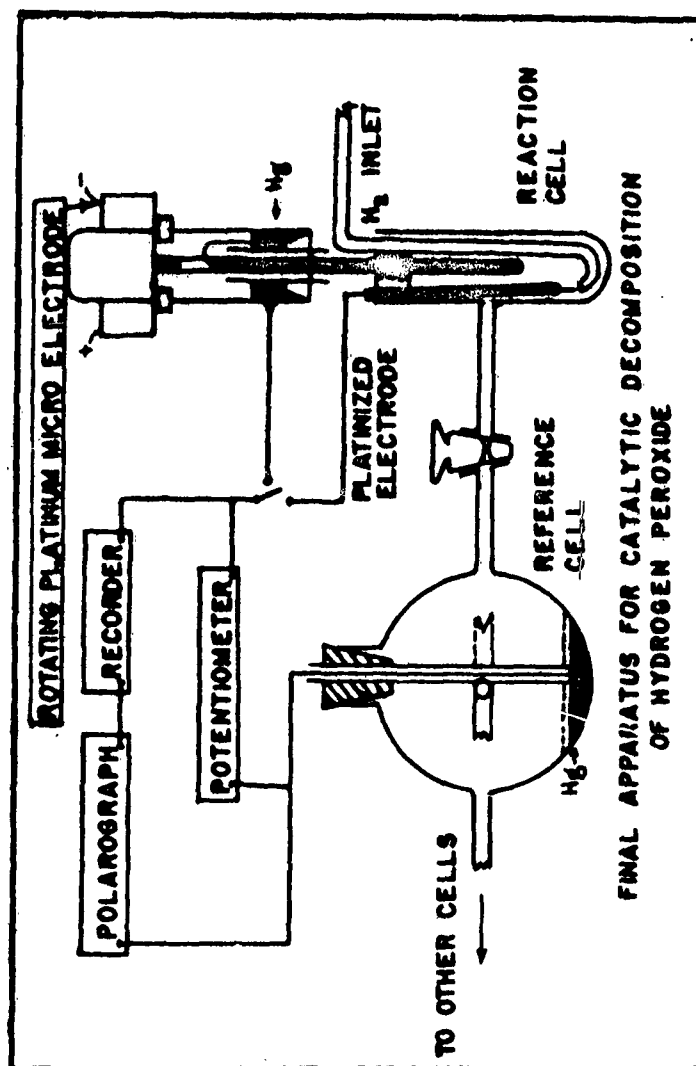 ROTATING PLATINUM MICRO ELECTRODE
+
-
RECORDER
POLAROGRAPH
POTENTIOMETER
Hg
H2 INLET
PLATINIZED
ELECTRODE
REACTION
CELL
REFERENCE
CELL
Hg
TO OTHER CELLS
FINAL APPARATUS FOR CATALYTIC DECOMPOSITION
OF HYDROGEN PEROXIDE